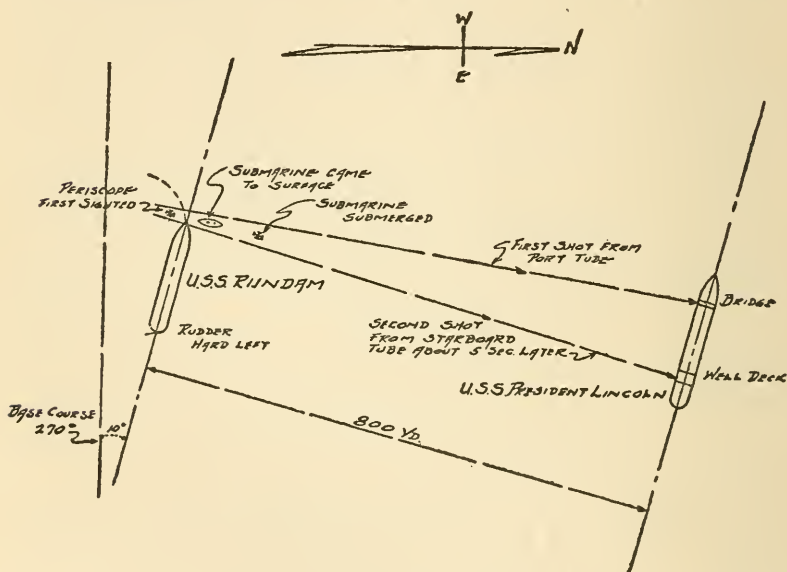 W
N
E
SUBMARINE CAME
TO SURFACE
PERISCOPE
FIRST SIGHTED
SUBMARINE
SUBMERGED
FIRST SHOT FROM
PORT TUBE
U.S.S. RIJNDAM
BRIDGE
RUDDER
HARD LEFT
SECOND SHOT
FROM STARBOARD
TUBE ABOUT 5 SEC. LATER
WELL DECK
U.S.S PRESIDENT LINCOLN
BASE COURSE
270°
10°
800 YD.